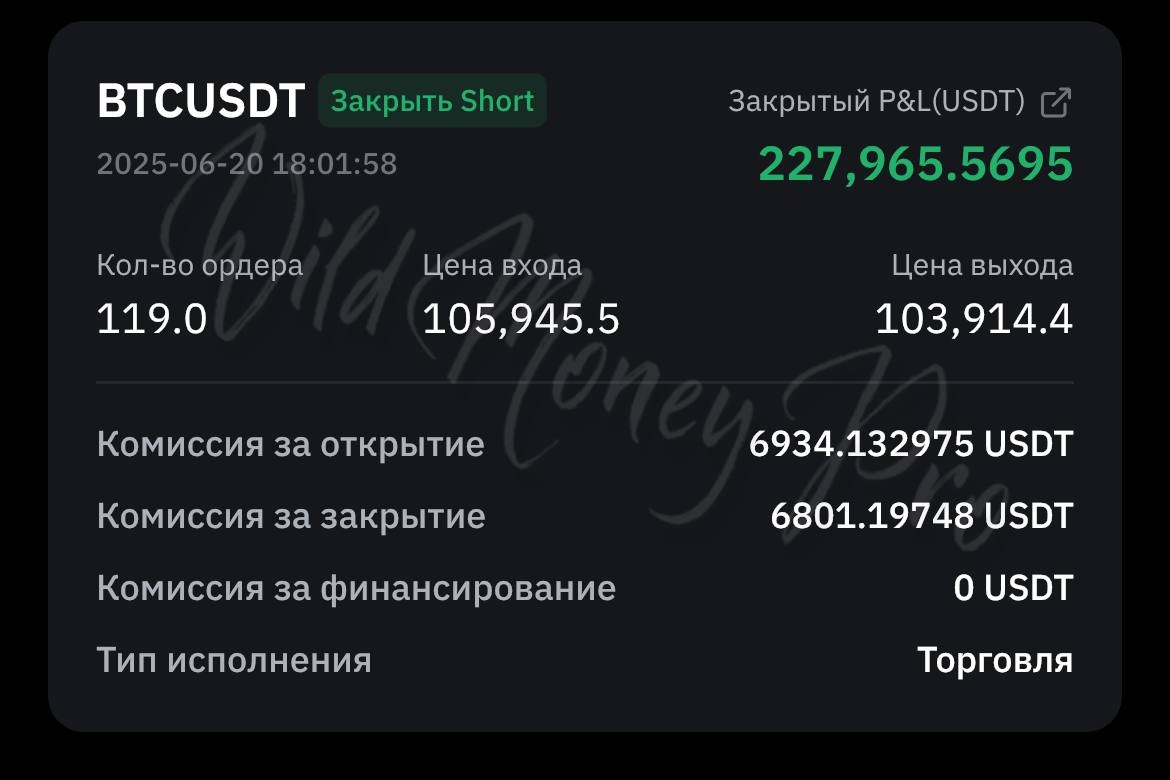 BTCUSDT Закрыть Short Закрытый P&L(USDT)
2025-06-20 18:01:58 227,965.5695
Кол-во ордера Цена входа Цена выхода
119.0 105,945.5 103,914.4
Wild Money Pro
Комиссия за открытие 6934.132975 USDT
Комиссия за закрытие 6801.19748 USDT
Комиссия за финансирование 0 USDT
Тип исполнения Торговля